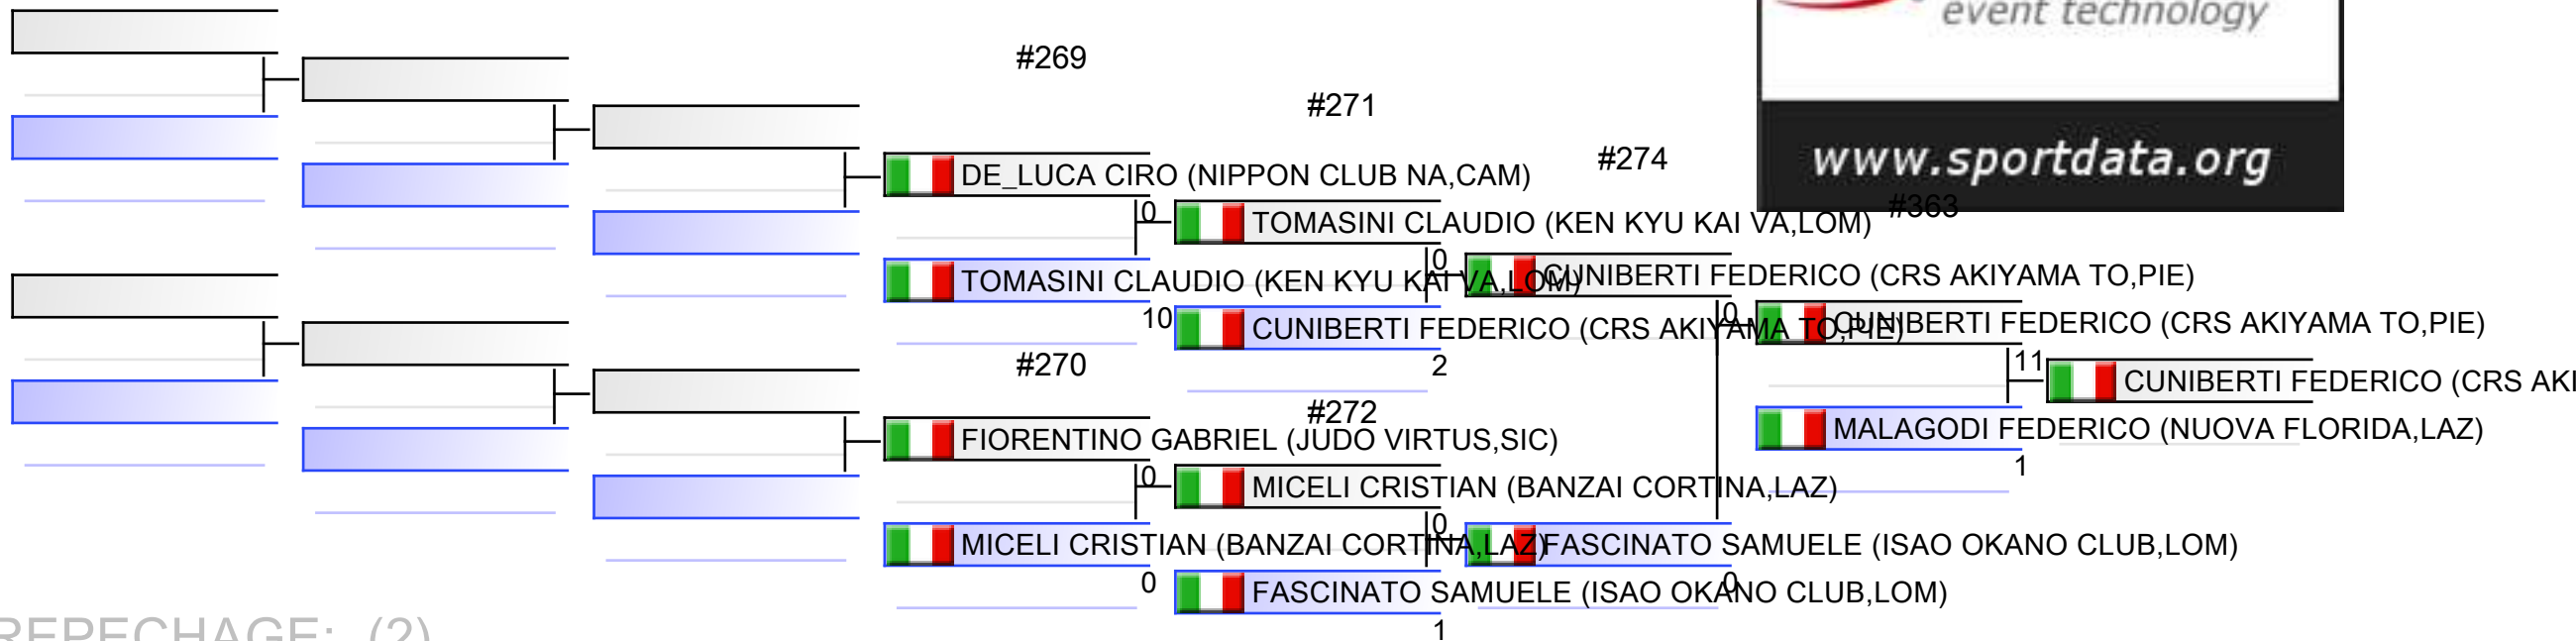 event technology
#269
#271
#274
www.sportdata.org
DE_LUCA CIRO (NIPPON CLUB NA,CAM)
#363
0
TOMASINI CLAUDIO (KEN KYU KAI VA,LOM)
0
TOMASINI CLAUDIO (KEN KYU KAI VA,LOM)
CUNIBERTI FEDERICO (CRS AKIYAMA TO,PIE)
10
0
CUNIBERTI FEDERICO (CRS AKIYAMA TO,PIE)
CUNIBERTI FEDERICO (CRS AKIYAMA TO,PIE)
#270
2
11
CUNIBERTI FEDERICO (CRS AKI
#272
FIORENTINO GABRIEL (JUDO VIRTUS,SIC)
MALAGODI FEDERICO (NUOVA FLORIDA,LAZ)
0
1
MICELI CRISTIAN (BANZAI CORTINA,LAZ)
0
MICELI CRISTIAN (BANZAI CORTINA,LAZ)
FASCINATO SAMUELE (ISAO OKANO CLUB,LOM)
0
0
FASCINATO SAMUELE (ISAO OKANO CLUB,LOM)
1
REPECHAGE: (2)